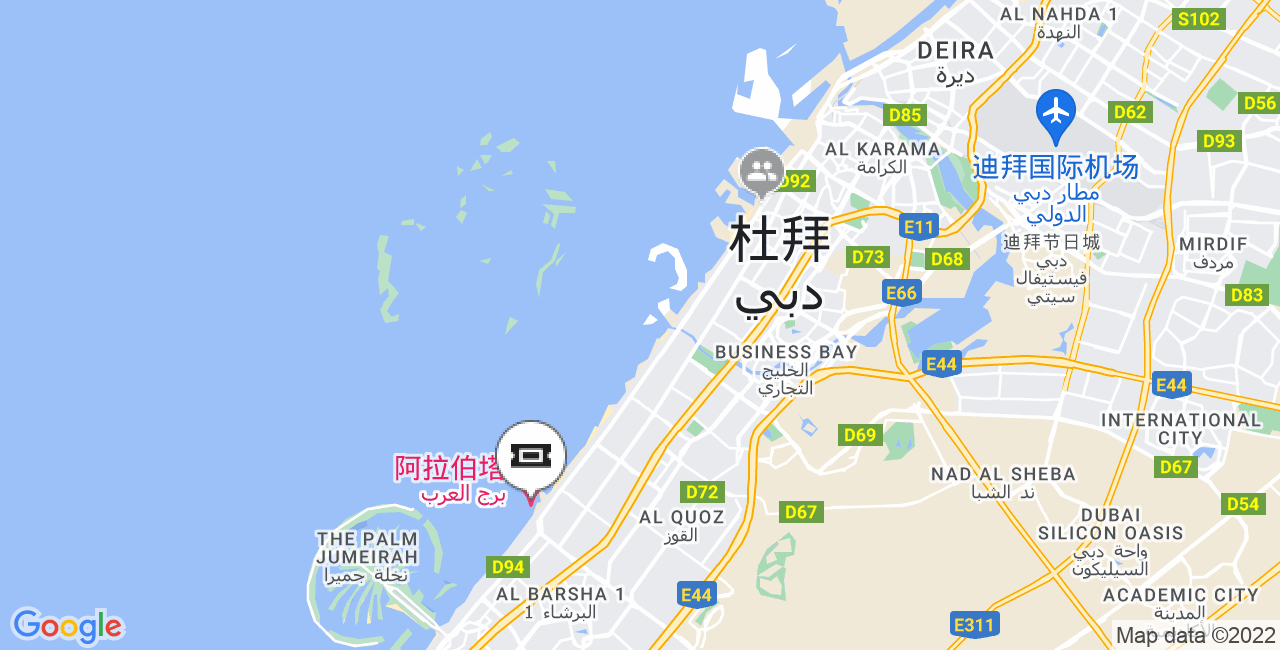 AL NAHDA 1
النهدة
S102
DEIRA
ديرة
D56
D85
D62
D93
AL KARAMA
الكرامة
迪拜国际机场
مطار دبي
الدولي
D92
杜拜
دبي
E11
迪拜节日城
دبي
فيستيفال
سيتي
MIRDIF
مردف
D73
D68
E66
D83
BUSINESS BAY
الخليج
التجاري
E44
E44
D69
INTERNATIONAL
CITY
D67
阿拉伯塔
برج العرب
NAD AL SHEBA
ند الشبا
D72
D67
D54
AL QUOZ
القوز
DUBAI
SILICON OASIS
واحة دبي
السيليكون
THE PALM
JUMEIRAH
نخلة جميرا
D94
AL BARSHA 1
البرشاء 1
E44
ACADEMIC CITY
المدينة
E311
Google
Map data ©2022